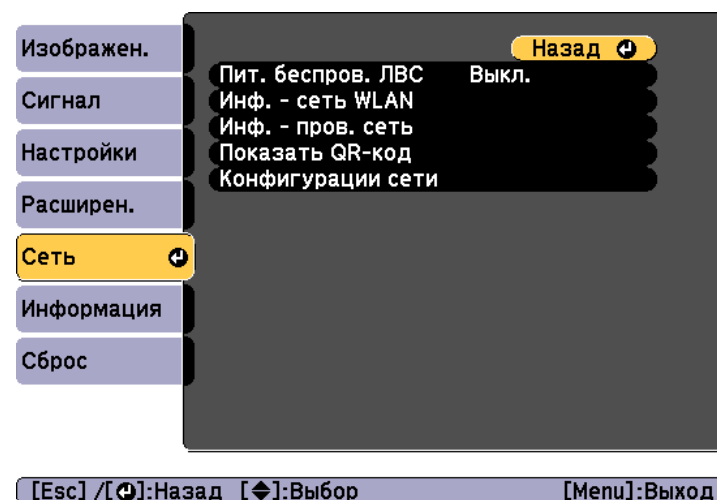 Изображен.
Сигнал
Настройки
Расширен.
Сеть
Информация
Сброс
Назад
Пит. беспров. ЛВС Выкл.
Инф. - сеть WLAN
Инф. - пров. сеть
Показать QR-код
Конфигурации сети
[Esc] /[⏎]:Назад [◆]:Выбор [Menu]:Выход